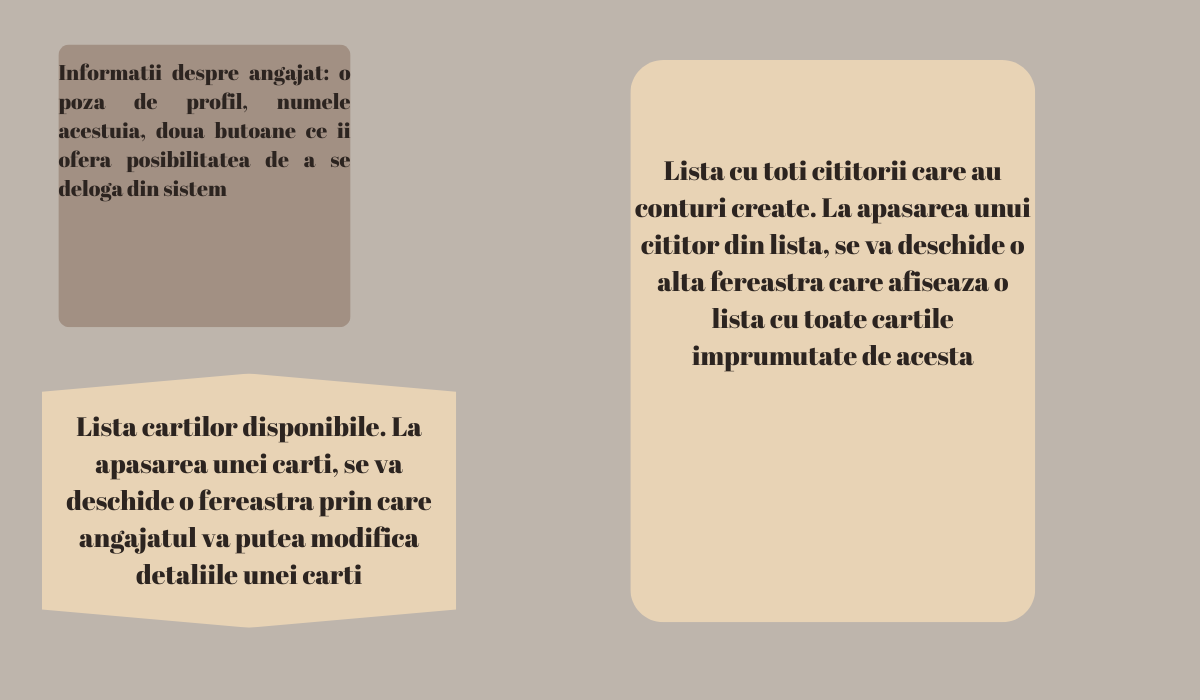 Informatii despre angajat: o
poza de profil, numele
acestuia, doua butoane ce ii
ofera posibilitatea de a se
deloga din sistem
Lista cartilor disponibile. La
apasarea unei carti, se va
deschide o fereastra prin care
angajatul va putea modifica
detaliile unei carti
Lista cu toti cititorii care au
conturi create. La apasarea unui
cititor din lista, se va deschide o
alta fereastra care afiseaza o
lista cu toate cartile
imprumutate de acesta